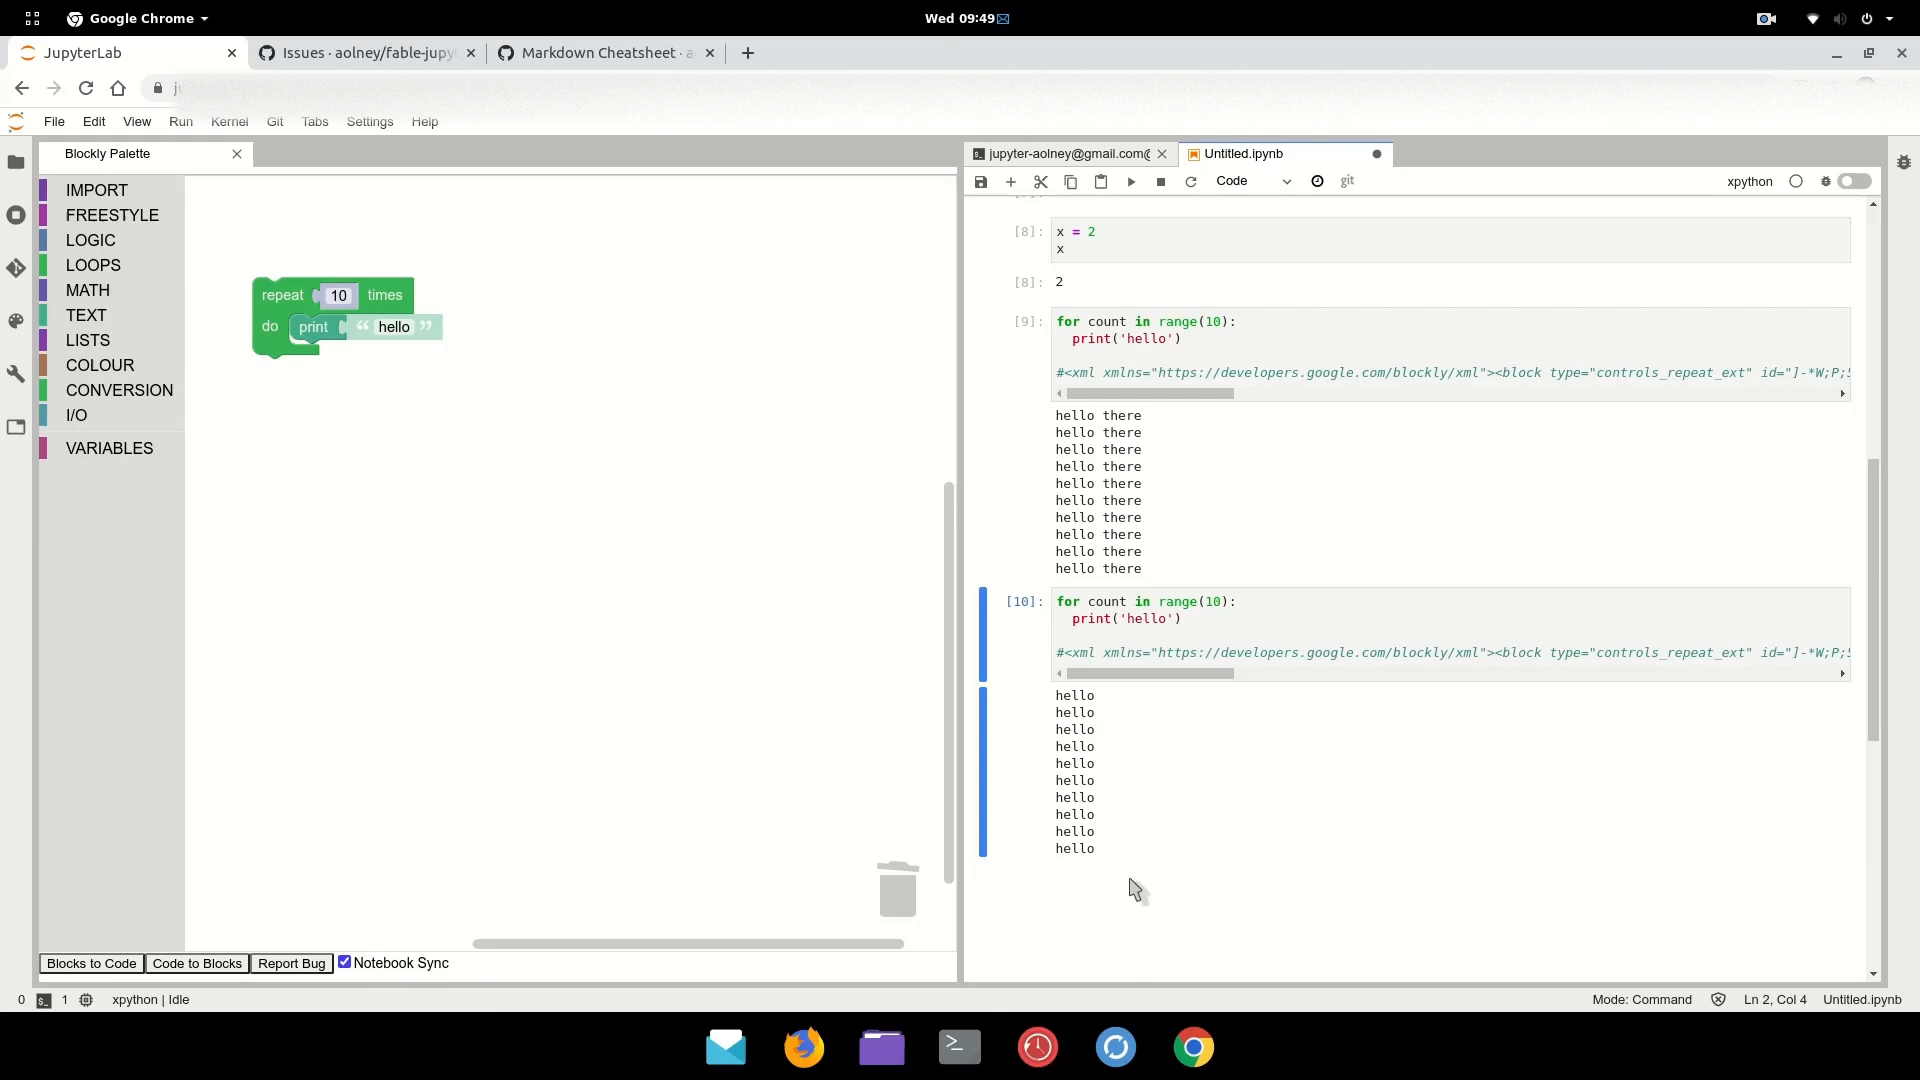 Google Chrome
Wed 09:49
JupyterLab
Issues · aolney/fable-jupy
Markdown Cheatsheet · a
File Edit View Run Kernel Git Tabs Settings Help
Blockly Palette
IMPORT
FREESTYLE
LOGIC
LOOPS
MATH
TEXT
LISTS
COLOUR
CONVERSION
I/O
VARIABLES
repeat 10 times
do print “ hello ”
Blocks to Code Code to Blocks Report Bug Notebook Sync
jupyter-aolney@gmail.com@
Untitled.ipynb
Code
git
xpython
[8]: x = 2
x
[8]: 2
[9]: for count in range(10):
print('hello')
#<xml xmlns="https://developers.google.com/blockly/xml"><block type="controls_repeat_ext" id="]-*W;P;
hello there
hello there
hello there
hello there
hello there
hello there
hello there
hello there
hello there
hello there
[10]: for count in range(10):
print('hello')
#<xml xmlns="https://developers.google.com/blockly/xml"><block type="controls_repeat_ext" id="]-*W;P;
hello
hello
hello
hello
hello
hello
hello
hello
hello
hello
0 1 xpython | Idle
Mode: Command Ln 2, Col 4 Untitled.ipynb